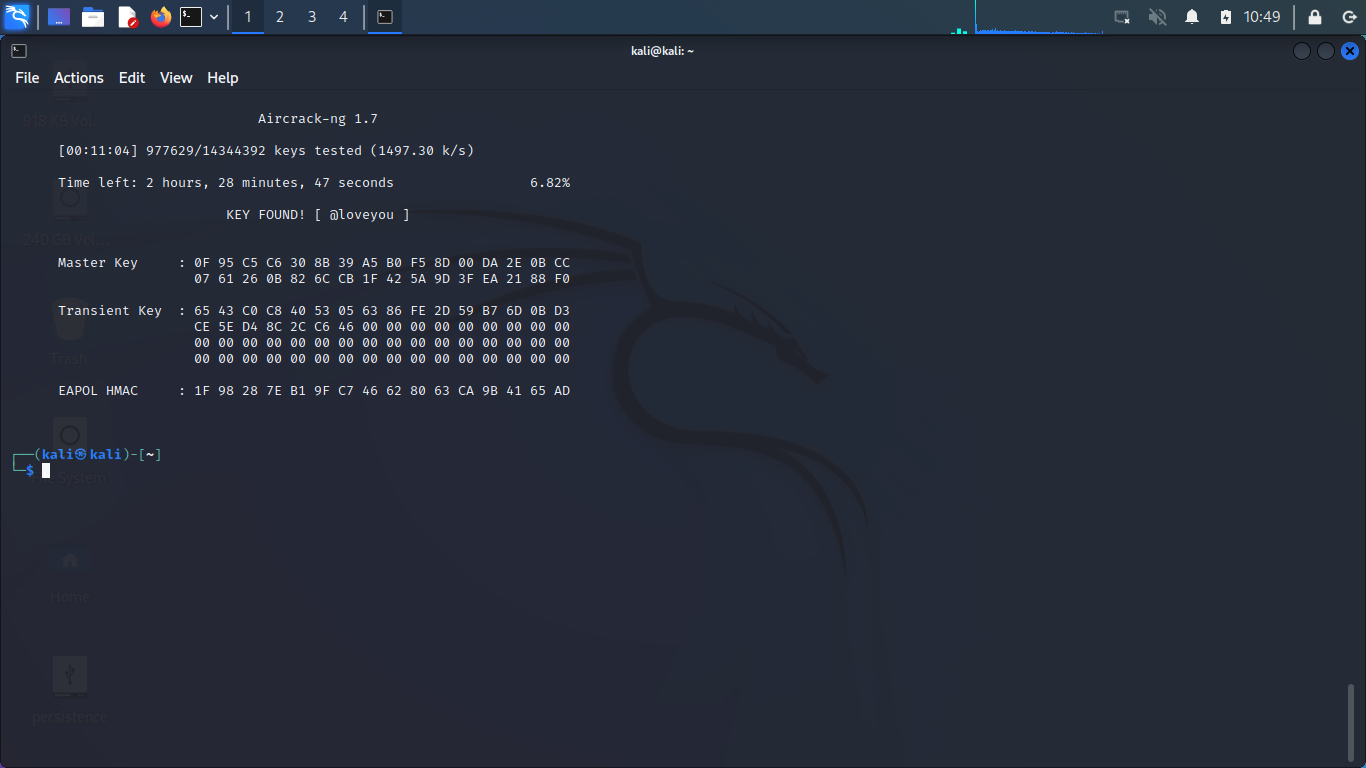 1 2 3 4 10:49
kali@kali: ~
File Actions Edit View Help
Aircrack-ng 1.7
[00:11:04] 977629/14344392 keys tested (1497.30 k/s)
Time left: 2 hours, 28 minutes, 47 seconds 6.82%
KEY FOUND! [ @loveyou ]
Master Key : 0F 95 C5 C6 30 8B 39 A5 B0 F5 8D 00 DA 2E 0B CC
07 61 26 0B 82 6C CB 1F 42 5A 9D 3F EA 21 88 F0
Transient Key : 65 43 C0 C8 40 53 05 63 86 FE 2D 59 B7 6D 0B D3
CE 5E D4 8C 2C C6 46 00 00 00 00 00 00 00 00 00
00 00 00 00 00 00 00 00 00 00 00 00 00 00 00 00
00 00 00 00 00 00 00 00 00 00 00 00 00 00 00 00
EAPOL HMAC : 1F 98 28 7E B1 9F C7 46 62 80 63 CA 9B 41 65 AD
(kali㉿kali)-[~]
$
240 GB Vol...
Trash
System
Home
persistence